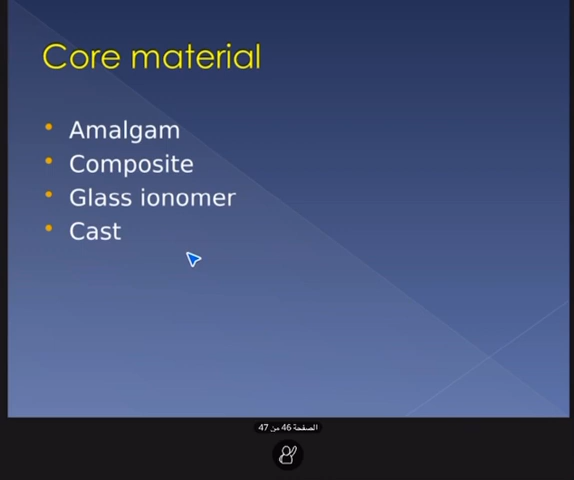 Core material
• Amalgam
• Composite
• Glass ionomer
• Cast
الصفحة 46 من 47